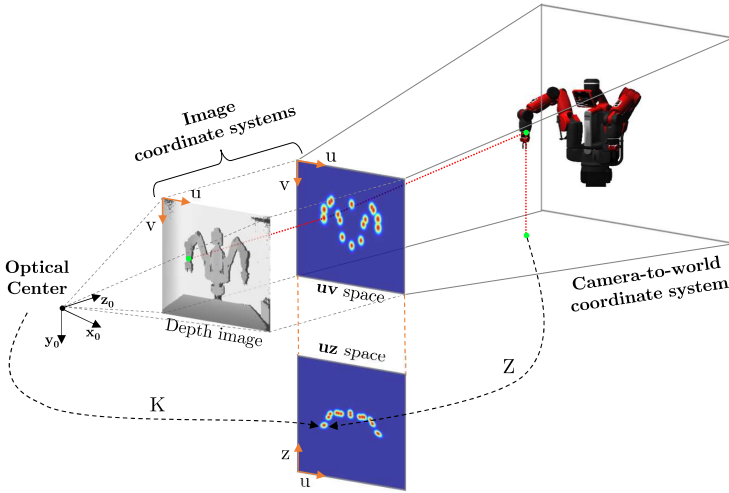 Image
coordinate systems
u
v
u
v
Optical
Center
z₀
x₀
y₀
Depth image
uv space
Camera-to-world
coordinate system
uz space
Z
K
z
u